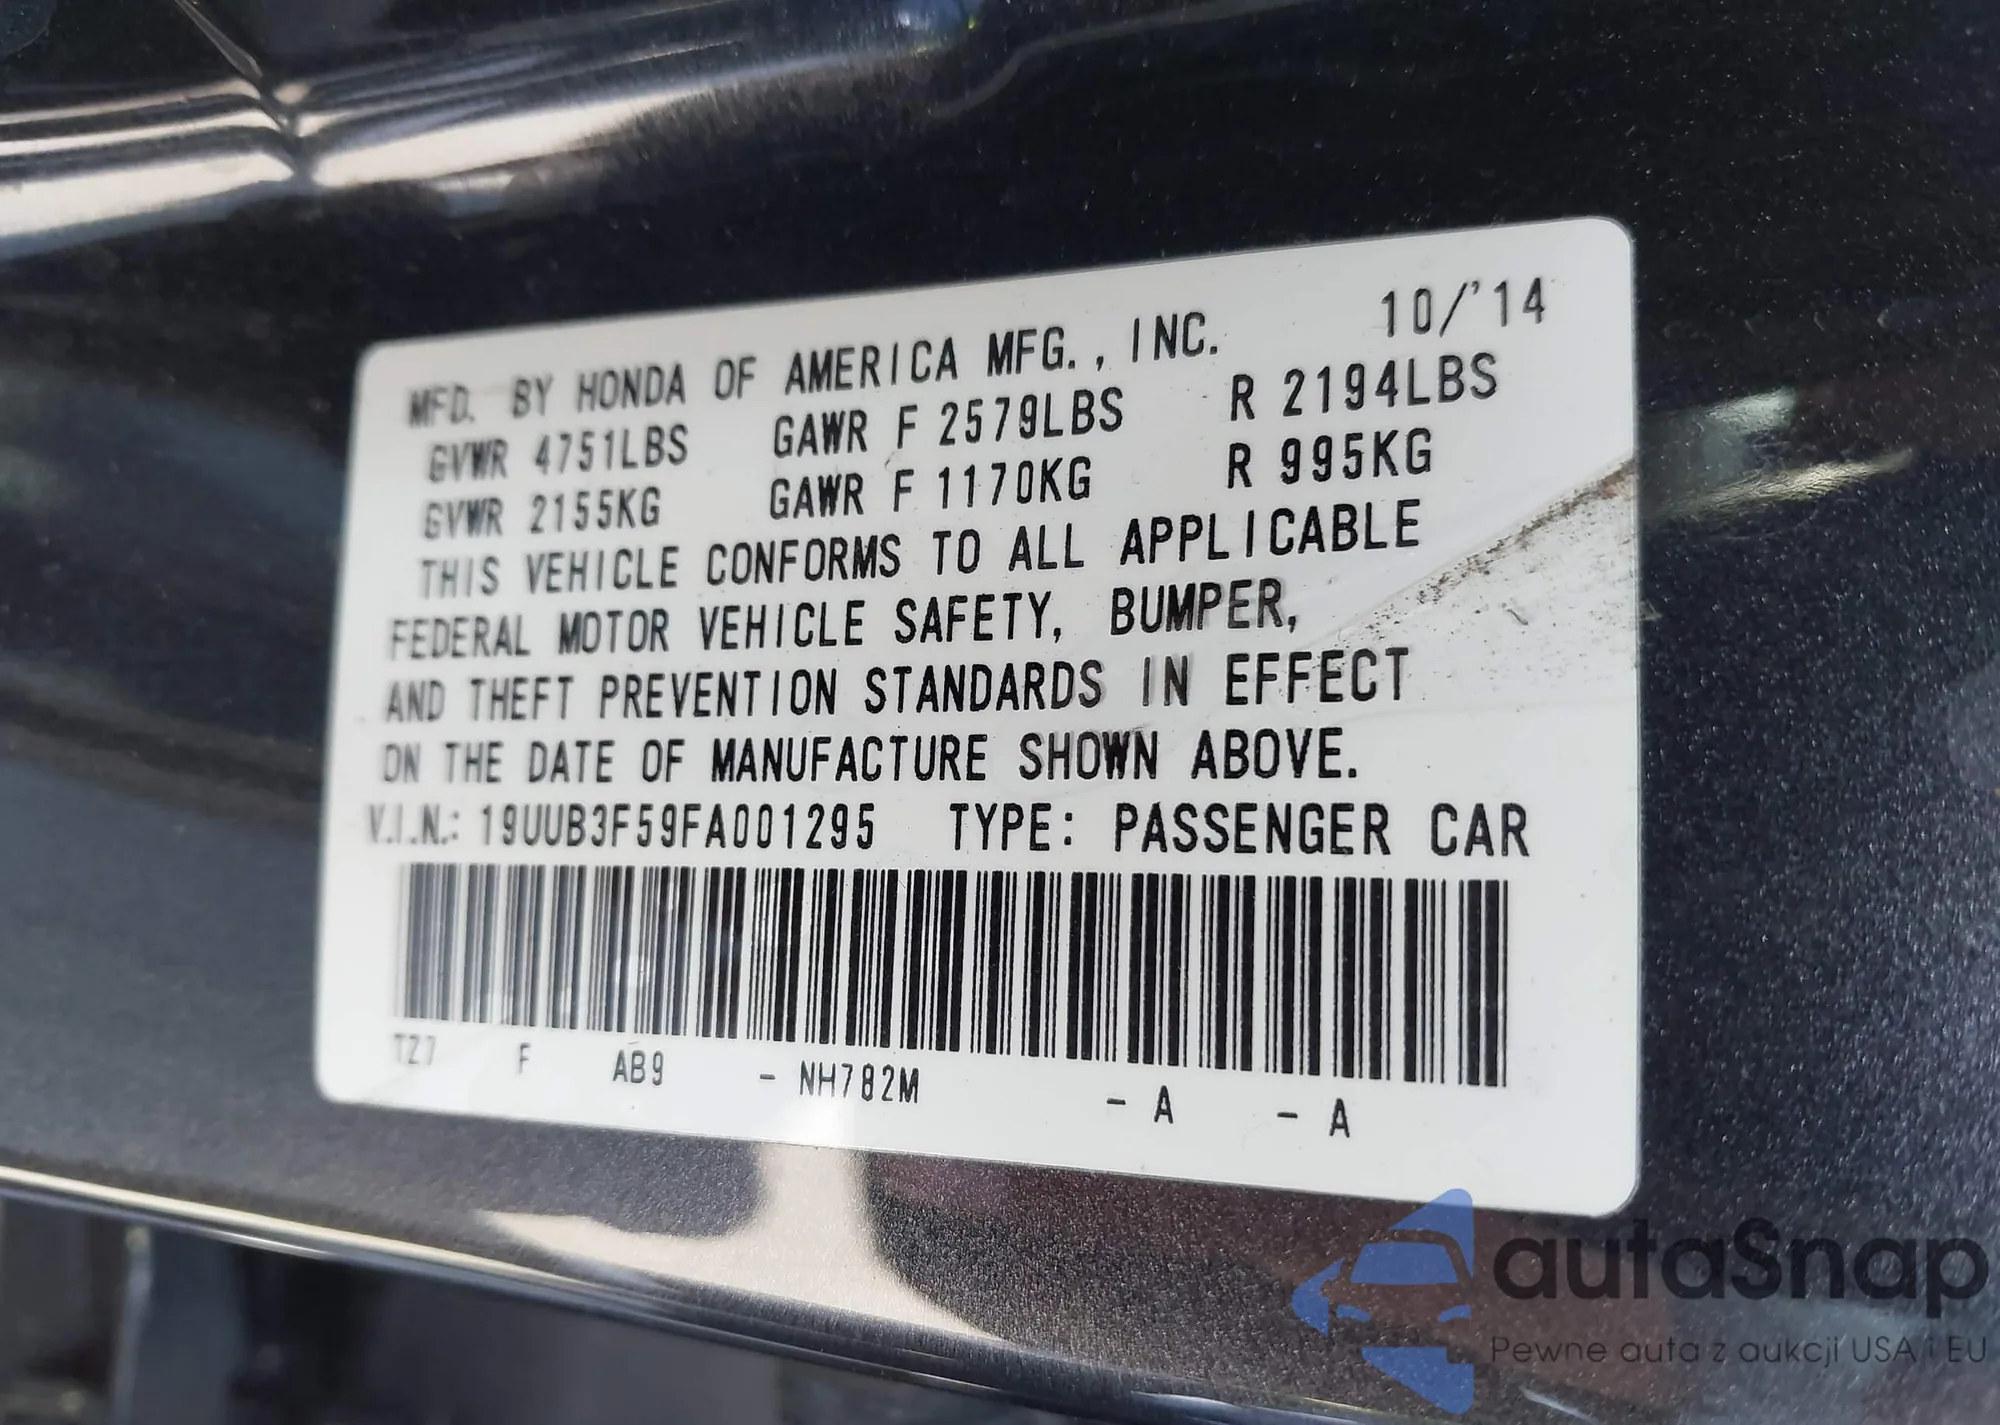 MFD. BY HONDA OF AMERICA MFG., INC. 10/'14
GVWR 4751LBS GAWR F 2579LBS R 2194LBS
GVWR 2155KG GAWR F 1170KG R 995KG
THIS VEHICLE CONFORMS TO ALL APPLICABLE
FEDERAL MOTOR VEHICLE SAFETY, BUMPER,
AND THEFT PREVENTION STANDARDS IN EFFECT
ON THE DATE OF MANUFACTURE SHOWN ABOVE.
V.I.N.: 19UUB3F59FA001295 TYPE: PASSENGER CAR
TZ7 F AB9 - NH782M - A - A
autaSnap
Pewne auta z aukcji USA i EU